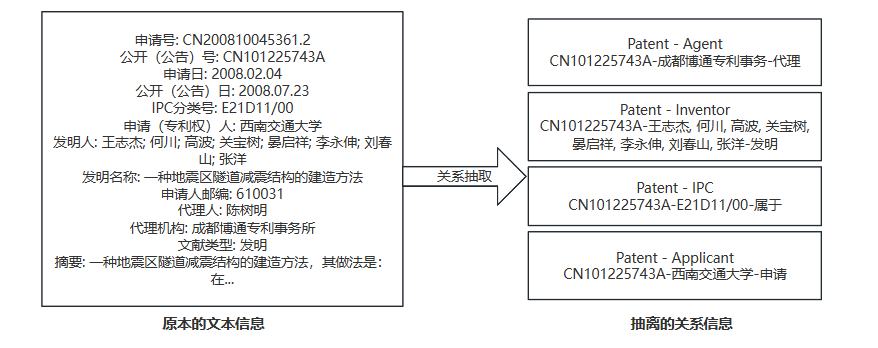 申请号: CN200810045361.2
公开（公告）号: CN101225743A
申请日: 2008.02.04
公开（公告）日: 2008.07.23
IPC分类号: E21D11/00
申请（专利权）人: 西南交通大学
发明人: 王志杰; 何川; 高波; 关宝树; 晏启祥; 李永伸; 刘春
山; 张洋
发明名称: 一种地震区隧道减震结构的建造方法
申请人邮编: 610031
代理人: 陈树明
代理机构: 成都博通专利事务所
文献类型: 发明
摘要: 一种地震区隧道减震结构的建造方法，其做法是：
在...
原本的文本信息
关系抽取
Patent - Agent
CN101225743A-成都博通专利事务-代理
Patent - Inventor
CN101225743A-王志杰, 何川, 高波, 关宝树,
晏启祥, 李永伸, 刘春山, 张洋-发明
Patent - IPC
CN101225743A-E21D11/00-属于
Patent - Applicant
CN101225743A-西南交通大学-申请
抽离的关系信息